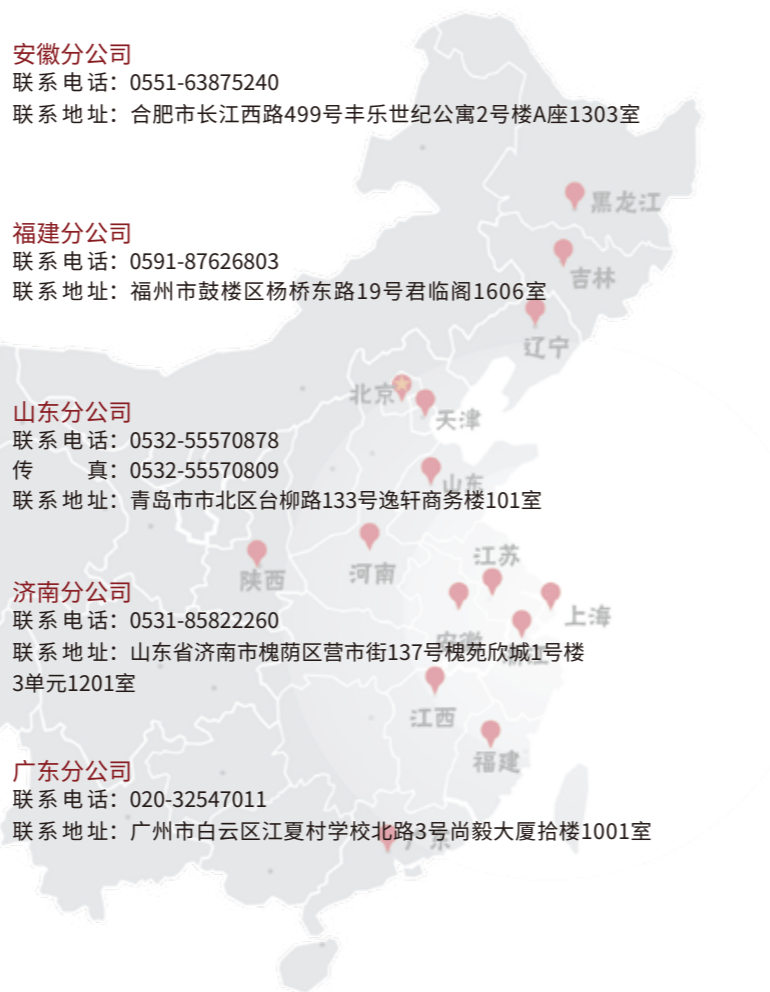 安徽分公司
联系电话：0551-63875240
联系地址：合肥市长江西路499号丰乐世纪公寓2号楼A座1303室
黑龙江
福建分公司
联系电话：0591-87626803
吉林
联系地址：福州市鼓楼区杨桥东路19号君临阁1606室
辽宁
北京
天津
山东分公司
联系电话：0532-55570878
传 真：0532-55570809
山东
联系地址：青岛市市北区台柳路133号逸轩商务楼101室
江苏
河南
陕西
济南分公司
上海
联系电话：0531-85822260
安徽
浙江
联系地址：山东省济南市槐荫区营市街137号槐苑欣城1号楼
3单元1201室
江西
福建
广东分公司
联系电话：020-32547011
联系地址：广州市白云区江夏村学校北路3号尚毅大厦拾楼1001室
广东